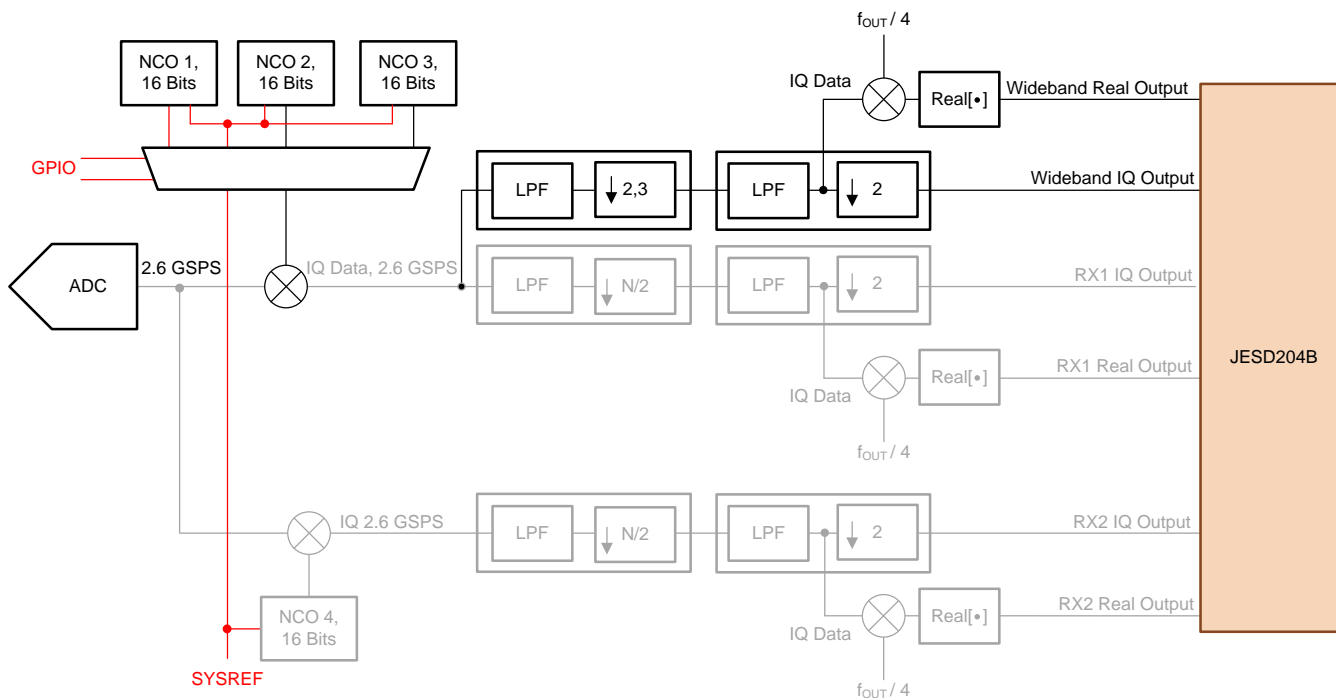 f_OUT / 4
NCO 1,
16 Bits
NCO 2,
16 Bits
NCO 3,
16 Bits
IQ Data
Real[•]
Wideband Real Output
GPIO
LPF
2,3
LPF
2
Wideband IQ Output
ADC
2.6 GSPS
IQ Data, 2.6 GSPS
LPF
N/2
LPF
2
RX1 IQ Output
JESD204B
IQ Data
Real[•]
RX1 Real Output
f_OUT / 4
IQ 2.6 GSPS
LPF
N/2
LPF
2
RX2 IQ Output
NCO 4,
16 Bits
IQ Data
Real[•]
RX2 Real Output
SYSREF
f_OUT / 4